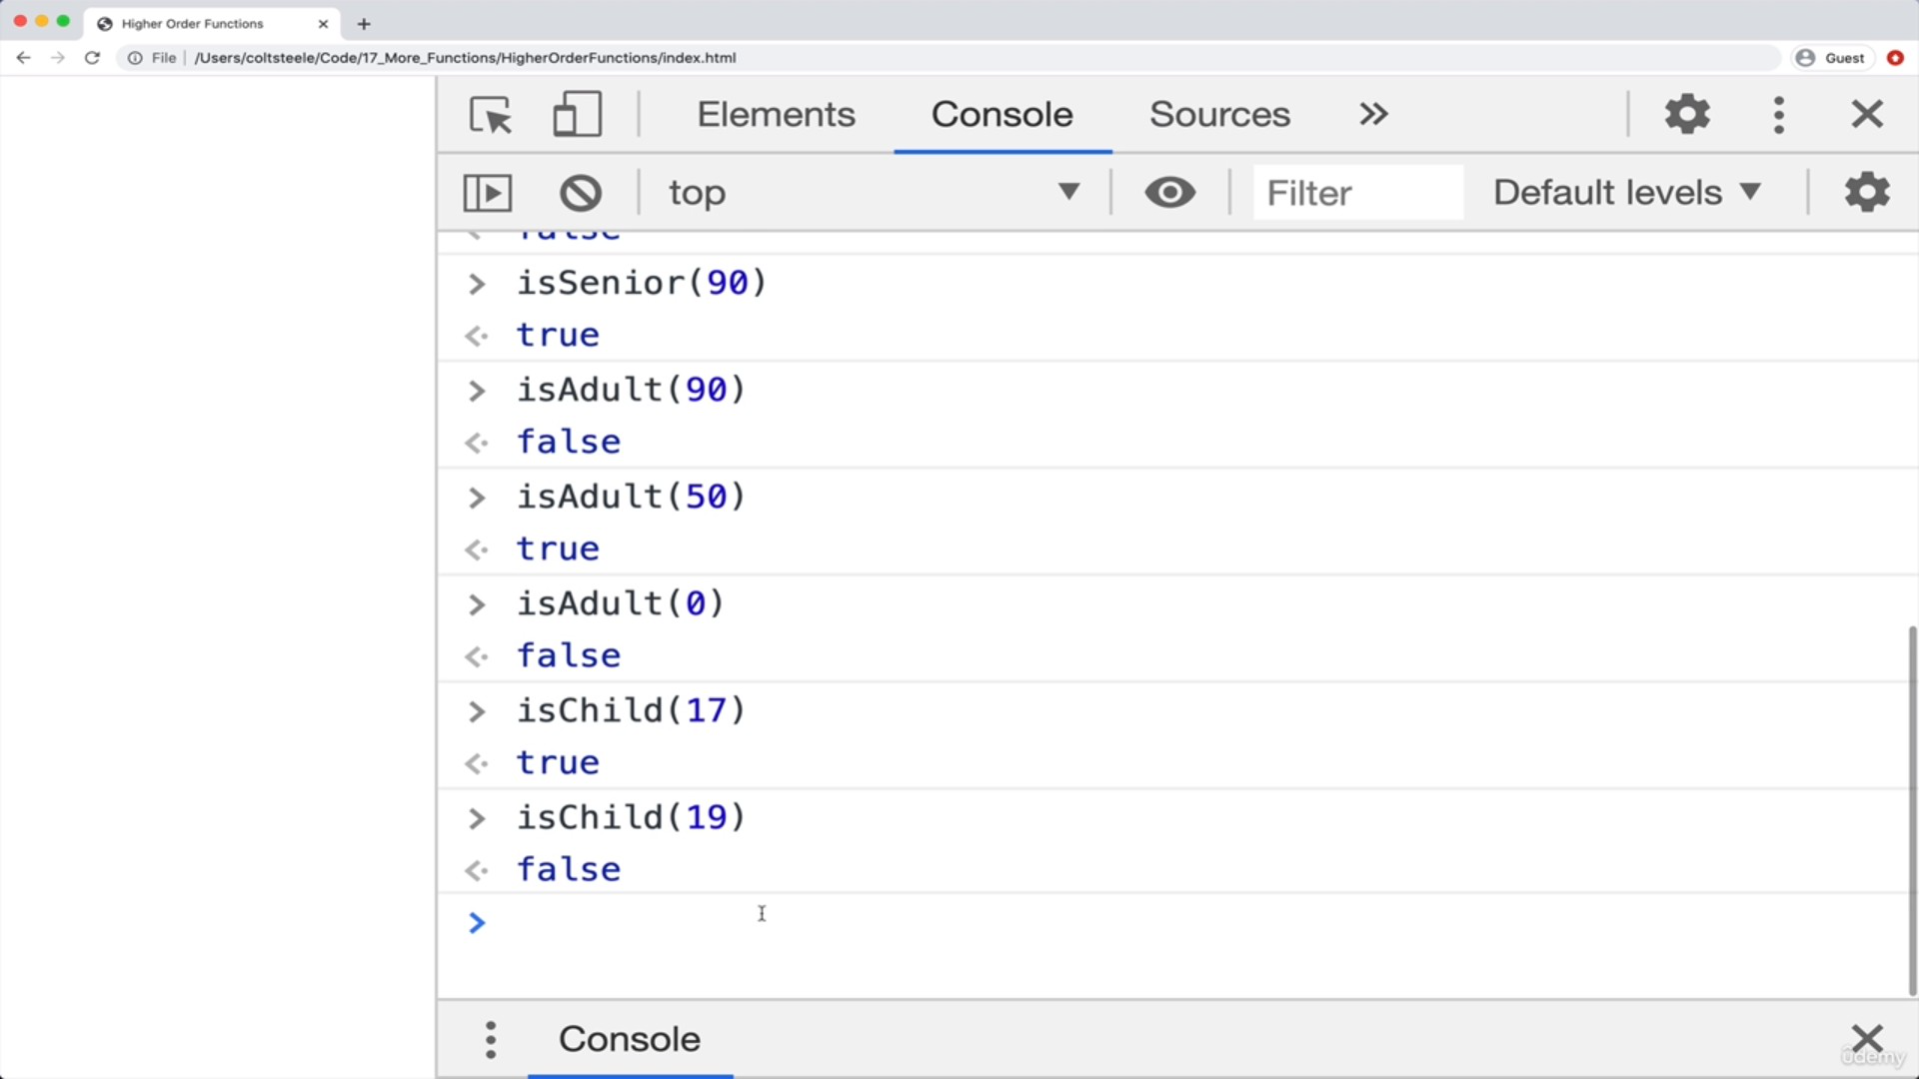 Higher Order Functions
File /Users/coltsteele/Code/17_More_Functions/HigherOrderFunctions/index.html Guest
Elements Console Sources
top Filter Default levels
false
> isSenior(90)
true
> isAdult(90)
false
> isAdult(50)
true
> isAdult(0)
false
> isChild(17)
true
> isChild(19)
false
>
Console
ûdemy